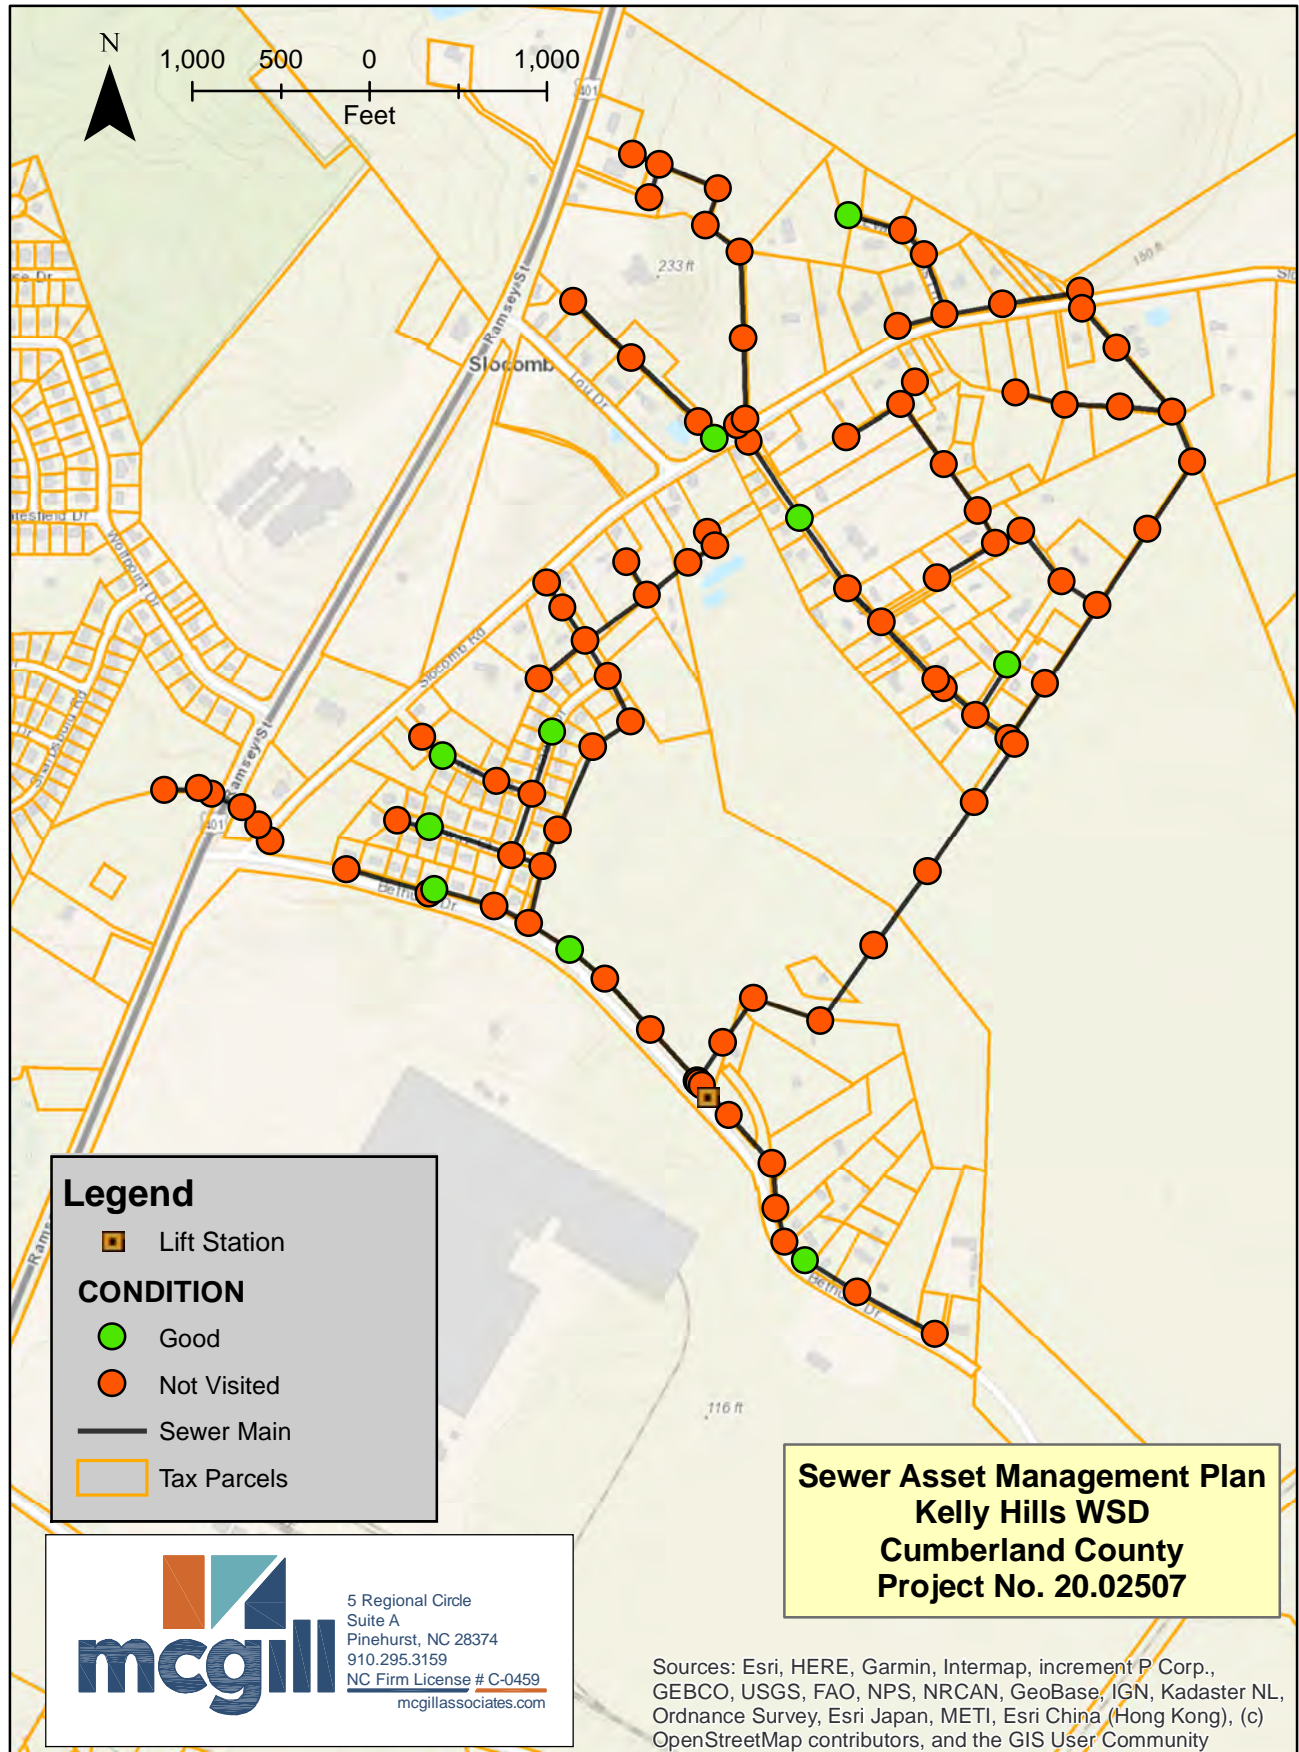 N
1,000 500 0 1,000
Feet
401
233 ft
150 ft
Ramsey St
Slocomb
Low Dr
Wolfpoint Dr
Slocomb Rd
Ramsey St
401
Dr
Bethune Dr
116 ft
Legend
Lift Station
CONDITION
Good
Not Visited
Sewer Main
Tax Parcels
Sewer Asset Management Plan
Kelly Hills WSD
Cumberland County
Project No. 20.02507
mcgill
5 Regional Circle
Suite A
Pinehurst, NC 28374
910.295.3159
NC Firm License # C-0459
mcgillassociates.com
Sources: Esri, HERE, Garmin, Intermap, increment P Corp.,
GEBCO, USGS, FAO, NPS, NRCAN, GeoBase, IGN, Kadaster NL,
Ordnance Survey, Esri Japan, METI, Esri China (Hong Kong), (c)
OpenStreetMap contributors, and the GIS User Community